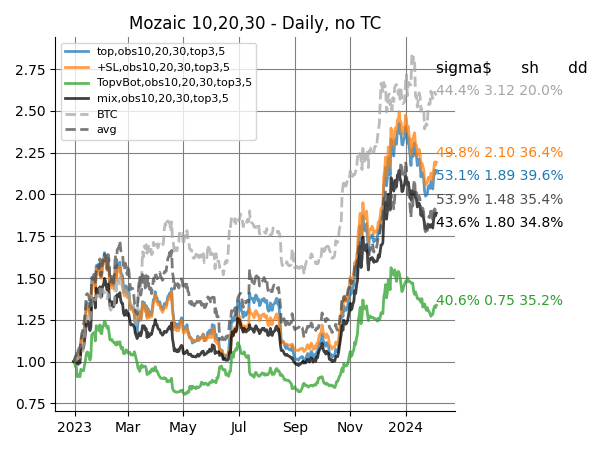 Mozaic 10,20,30 - Daily, no TC
top,obs10,20,30,top3,5
+SL,obs10,20,30,top3,5
TopvBot,obs10,20,30,top3,5
mix,obs10,20,30,top3,5
BTC
avg
sigma$ sh dd
44.4% 3.12 20.0%
49.8% 2.10 36.4%
53.1% 1.89 39.6%
53.9% 1.48 35.4%
43.6% 1.80 34.8%
40.6% 0.75 35.2%
2.75
2.50
2.25
2.00
1.75
1.50
1.25
1.00
0.75
2023 Mar May Jul Sep Nov 2024